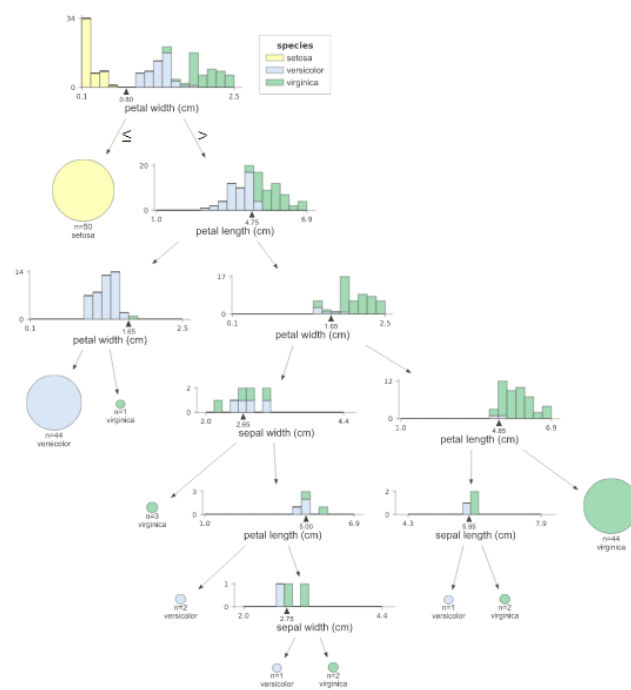 34
0
0.1
0.80
2.5
petal width (cm)
species
setosa
versicolor
virginica
≤
>
n=50
setosa
20
0
1.0
4.75
6.9
petal length (cm)
14
0
0.1
1.65
2.5
petal width (cm)
17
0
0.1
1.65
2.5
petal width (cm)
n=44
versicolor
n=1
virginica
2
0
2.0
2.65
4.4
sepal width (cm)
12
0
1.0
4.85
6.9
petal length (cm)
n=3
virginica
3
0
1.0
5.00
6.9
petal length (cm)
2
0
4.3
5.95
7.9
sepal length (cm)
n=44
virginica
n=2
versicolor
1
0
2.0
2.75
4.4
sepal width (cm)
n=1
versicolor
n=2
virginica
n=1
versicolor
n=2
virginica